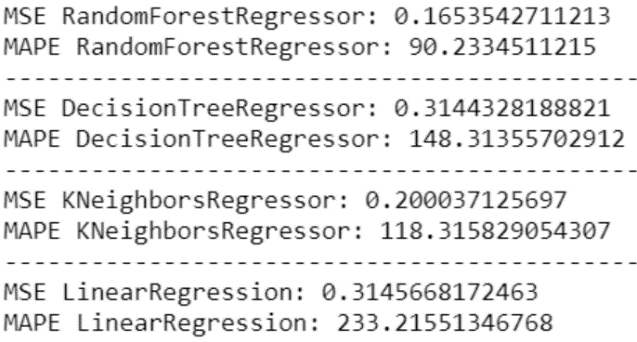 MSE RandomForestRegressor: 0.1653542711213
MAPE RandomForestRegressor: 90.2334511215
--------------------------------------------
MSE DecisionTreeRegressor: 0.3144328188821
MAPE DecisionTreeRegressor: 148.31355702912
--------------------------------------------
MSE KNeighborsRegressor: 0.200037125697
MAPE KNeighborsRegressor: 118.315829054307
--------------------------------------------
MSE LinearRegression: 0.3145668172463
MAPE LinearRegression: 233.21551346768